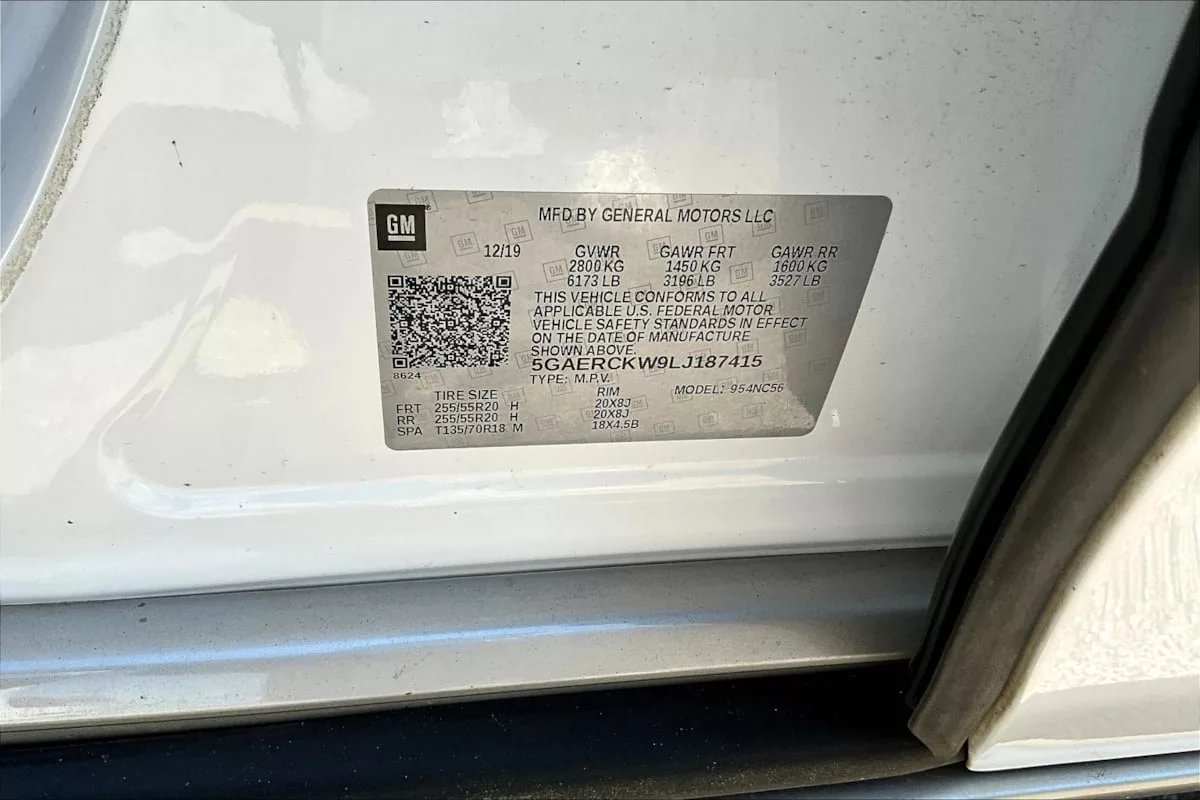 GM
MFD BY GENERAL MOTORS LLC
12/19 GVWR GAWR FRT GAWR RR
2800 KG 1450 KG 1600 KG
6173 LB 3196 LB 3527 LB
THIS VEHICLE CONFORMS TO ALL
APPLICABLE U.S. FEDERAL MOTOR
VEHICLE SAFETY STANDARDS IN EFFECT
ON THE DATE OF MANUFACTURE
SHOWN ABOVE.
5GAERCKW9LJ187415
8624
TYPE: M.P.V.
MODEL: 954NC56
TIRE SIZE RIM
FRT 255/55R20 H 20X8J
RR 255/55R20 H 20X8J
SPA T135/70R18 M 18X4.5B